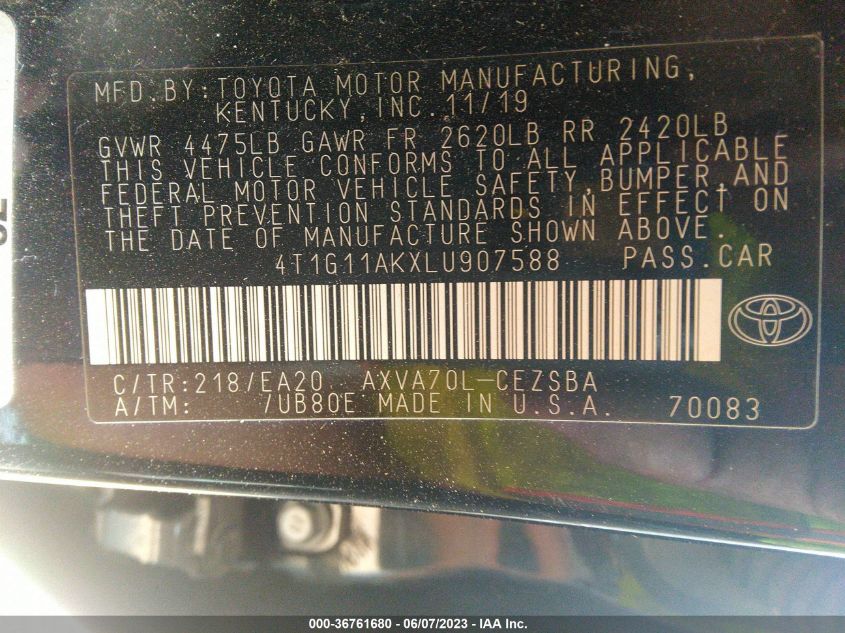 MFD.BY:TOYOTA MOTOR MANUFACTURING,
KENTUCKY,INC.11/19
GVWR 4475LB GAWR FR 2620LB RR 2420LB
THIS VEHICLE CONFORMS TO ALL APPLICABLE
FEDERAL MOTOR VEHICLE SAFETY,BUMPER,AND
THEFT PREVENTION STANDARDS IN EFFECT ON
THE DATE OF MANUFACTURE SHOWN ABOVE.
4T1G11AKXLU907588 PASS.CAR
C/TR:218/EA20 AXVA70L-CEZSBA
A/TM: 7UB80E MADE IN U.S.A. 70083
000-36761680 - 06/07/2023 - IAA Inc.